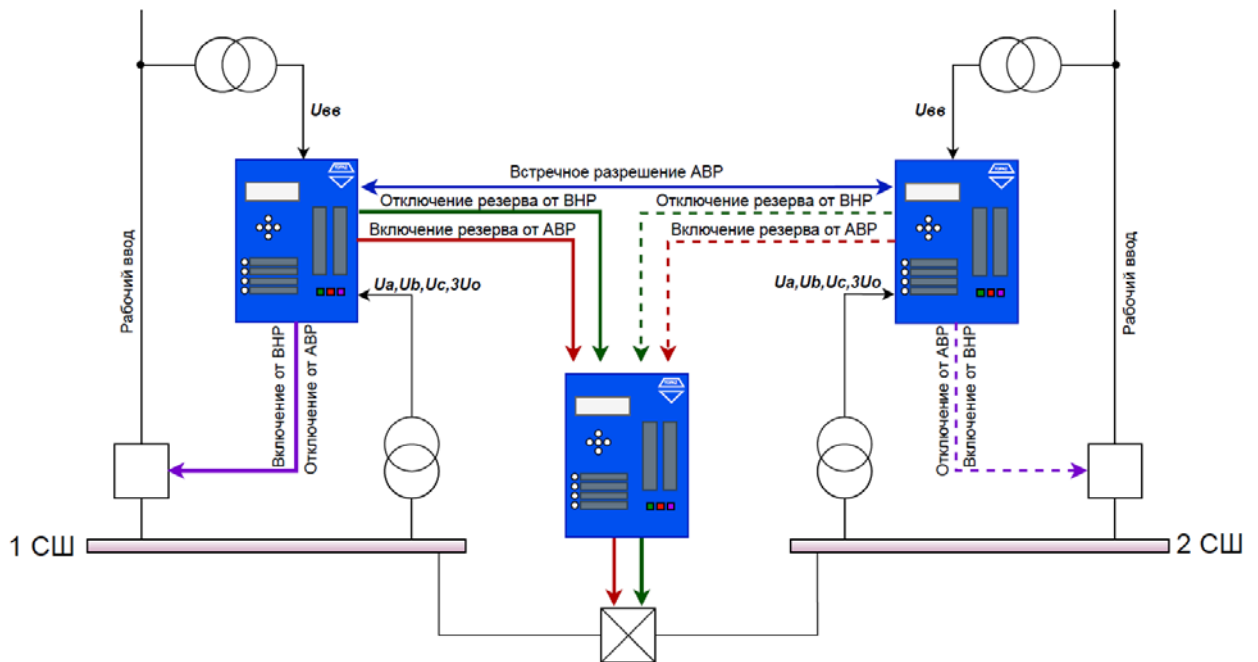 Uвв
Uвв
Встречное разрешение АВР
Отключение резерва от ВНР
Отключение резерва от ВНР
Включение резерва от АВР
Включение резерва от АВР
Ua,Ub,Uc,3Uo
Ua,Ub,Uc,3Uo
Рабочий ввод
Рабочий ввод
Включение от ВНР
Отключение от АВР
Отключение от АВР
Включение от ВНР
1 СШ
2 СШ